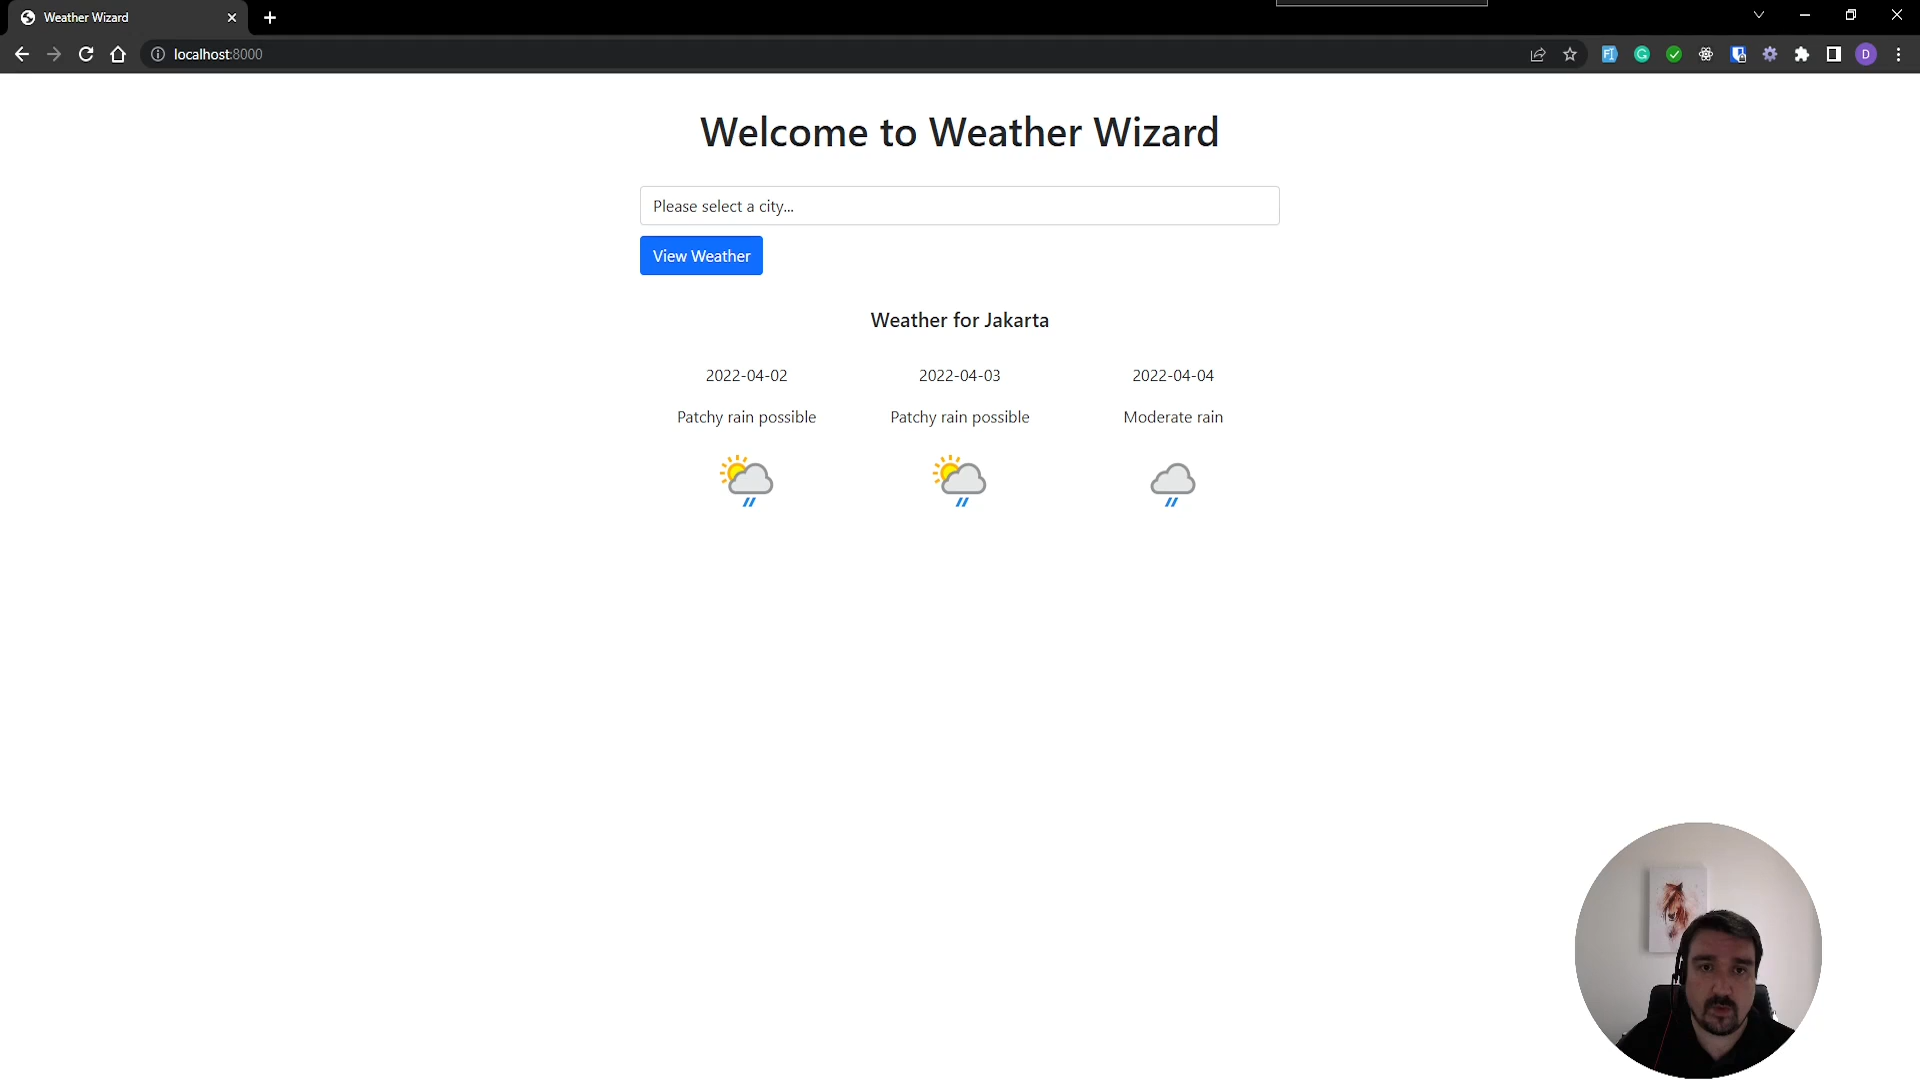 Weather Wizard
localhost:8000
D
Welcome to Weather Wizard
Please select a city...
View Weather
Weather for Jakarta
2022-04-02 2022-04-03 2022-04-04
Patchy rain possible Patchy rain possible Moderate rain